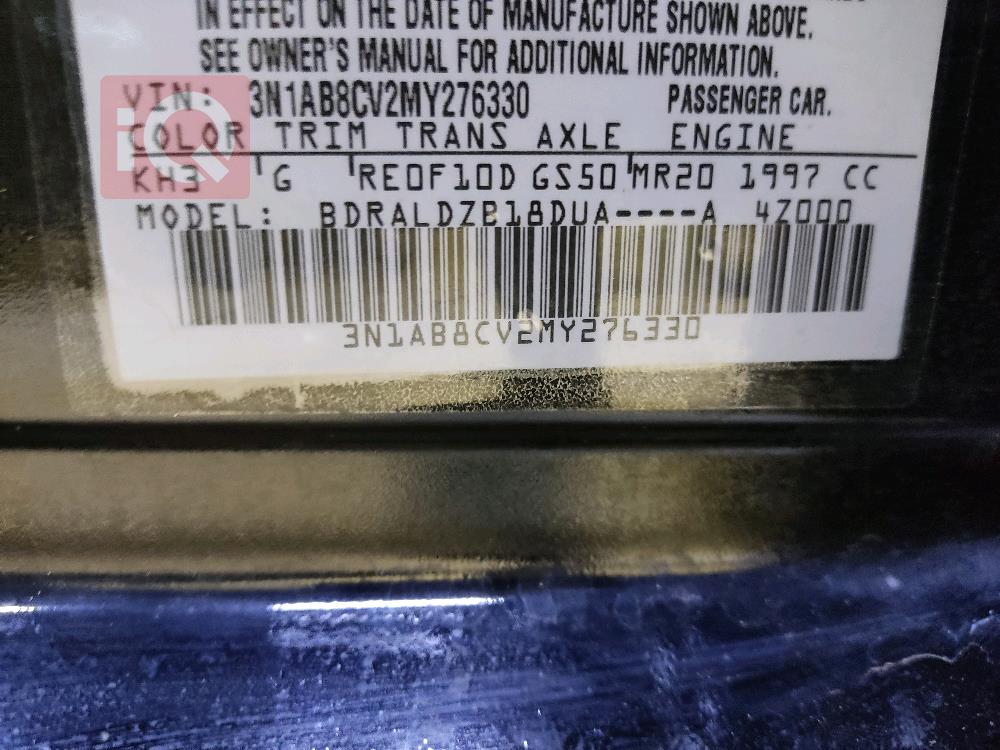 IN EFFECT ON THE DATE OF MANUFACTURE SHOWN ABOVE.
SEE OWNER'S MANUAL FOR ADDITIONAL INFORMATION.
VIN: 3N1AB8CV2MY276330 PASSENGER CAR.
COLOR TRIM TRANS AXLE ENGINE
KH3 G RE0F10D GS50 MR20 1997 CC
MODEL: BDRALDZB18DUA----A 4Z000
3N1AB8CV2MY276330
iQ